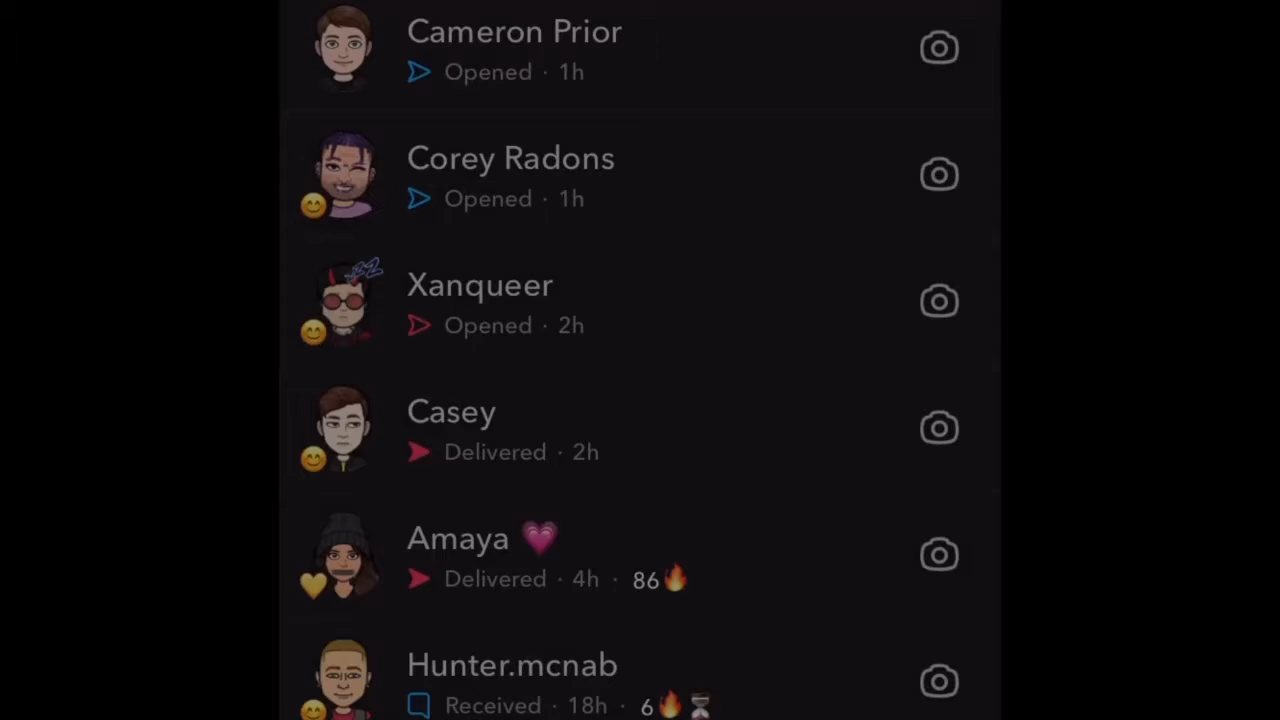 Cameron Prior
Opened · 1h
Corey Radons
Opened · 1h
Xanqueer
Opened · 2h
Casey
Delivered · 2h
Amaya 💗
Delivered · 4h · 86🔥
Hunter.mcnab
Received · 18h · 6🔥⌛